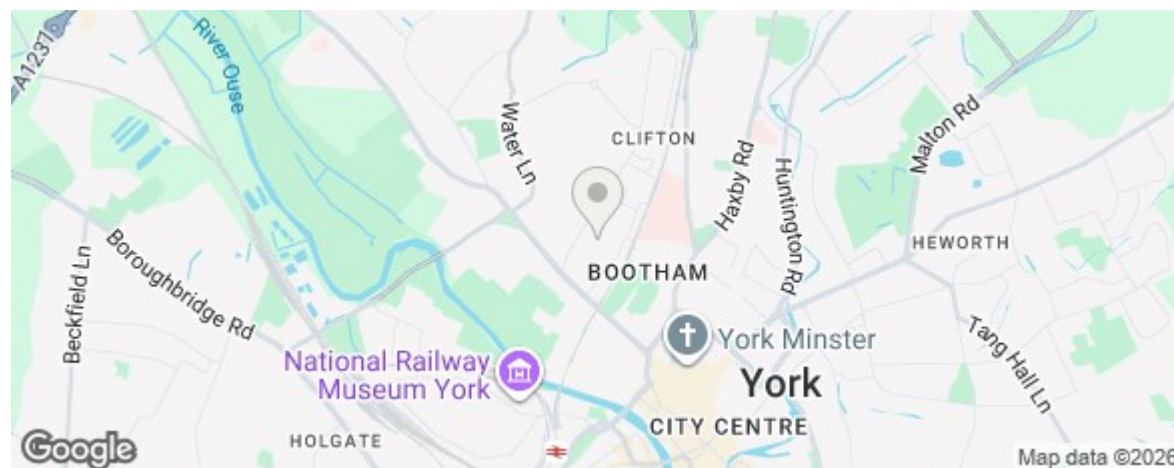 A1237
River Ouse
Water Ln
CLIFTON
Haxby Rd
Huntington Rd
Malton Rd
HEWORTH
Beckfield Ln
Boroughbridge Rd
BOOTHAM
York Minster
Tang Hall Ln
National Railway
Museum York
York
CITY CENTRE
HOLGATE
Google
Map data ©2026